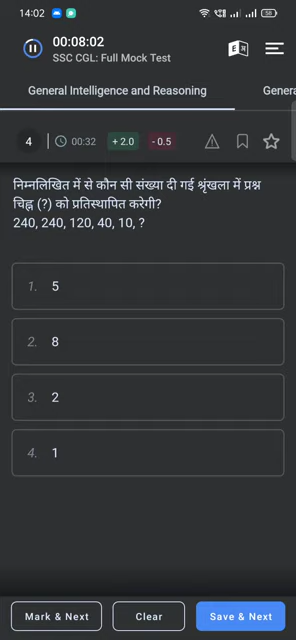 14:02
50
00:08:02
SSC CGL: Full Mock Test
General Intelligence and Reasoning
Genera
4
00:32
+ 2.0
- 0.5
निम्नलिखित में से कौन सी संख्या दी गई श्रृंखला में प्रश्न
चिह्न (?) को प्रतिस्थापित करेगी?
240, 240, 120, 40, 10, ?
1. 5
2. 8
3. 2
4. 1
Mark & Next
Clear
Save & Next